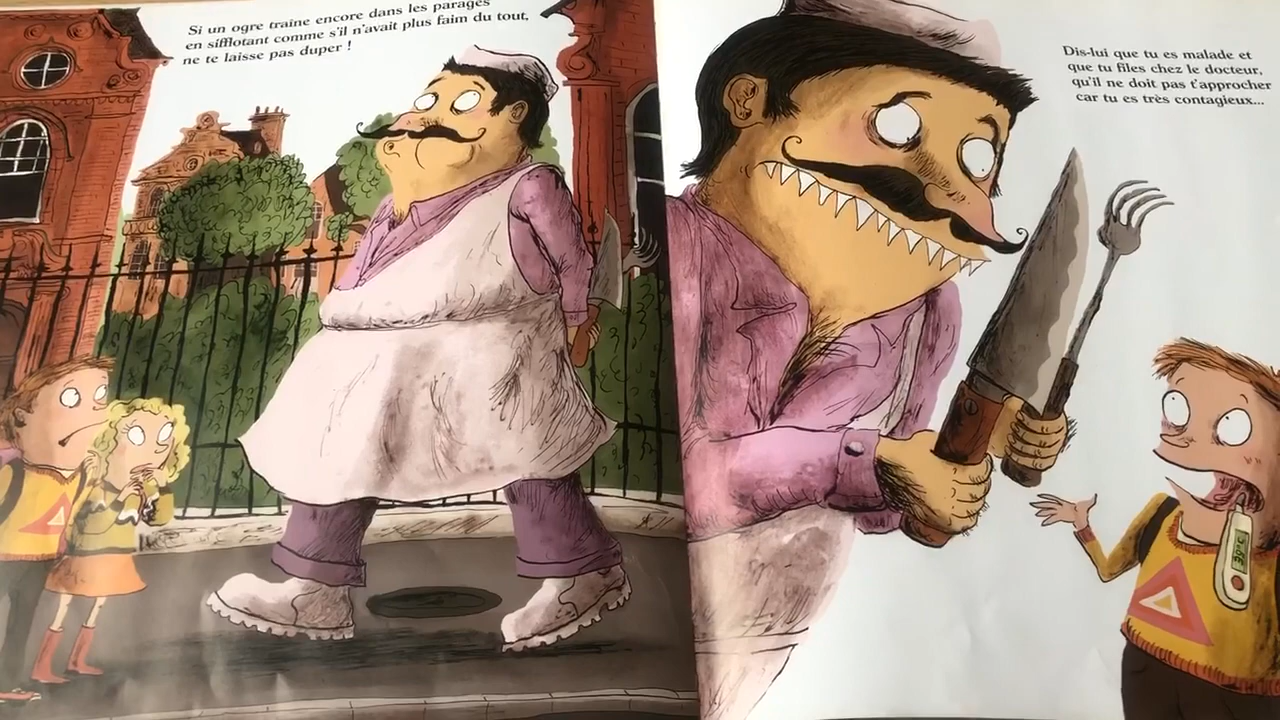 Si un ogre traîne encore dans les parages
en sifflotant comme s'il n'avait plus faim du tout,
ne te laisse pas duper !
Dis-lui que tu es malade et
que tu files chez le docteur,
qu'il ne doit pas t'approcher
car tu es très contagieux...